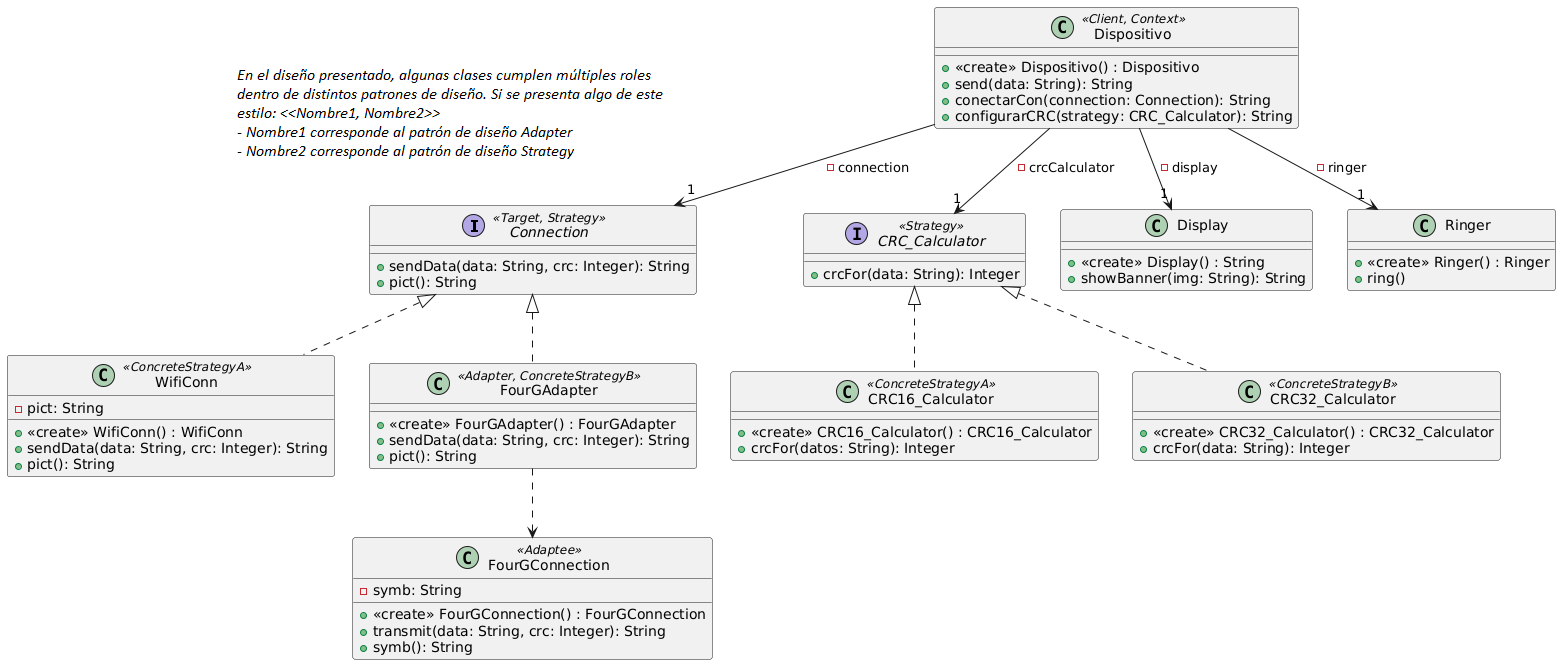 «Client, Context»
C Dispositivo
«create» Dispositivo() : Dispositivo
send(data: String): String
conectarCon(connection: Connection): String
configurarCRC(strategy: CRC_Calculator): String
En el diseño presentado, algunas clases cumplen múltiples roles
dentro de distintos patrones de diseño. Si se presenta algo de este
estilo: <<Nombre1, Nombre2>>
- Nombre1 corresponde al patrón de diseño Adapter
- Nombre2 corresponde al patrón de diseño Strategy
connection
crcCalculator
display
ringer
1
1
1
1
«Target, Strategy»
I Connection
sendData(data: String, crc: Integer): String
pict(): String
«Strategy»
I CRC_Calculator
crcFor(data: String): Integer
C Display
«create» Display() : String
showBanner(img: String): String
C Ringer
«create» Ringer() : Ringer
ring()
«ConcreteStrategyA»
C WifiConn
pict: String
«create» WifiConn() : WifiConn
sendData(data: String, crc: Integer): String
pict(): String
«Adapter, ConcreteStrategyB»
C FourGAdapter
«create» FourGAdapter() : FourGAdapter
sendData(data: String, crc: Integer): String
pict(): String
«ConcreteStrategyA»
C CRC16_Calculator
«create» CRC16_Calculator() : CRC16_Calculator
crcFor(datos: String): Integer
«ConcreteStrategyB»
C CRC32_Calculator
«create» CRC32_Calculator() : CRC32_Calculator
crcFor(data: String): Integer
«Adaptee»
C FourGConnection
symb: String
«create» FourGConnection() : FourGConnection
transmit(data: String, crc: Integer): String
symb(): String